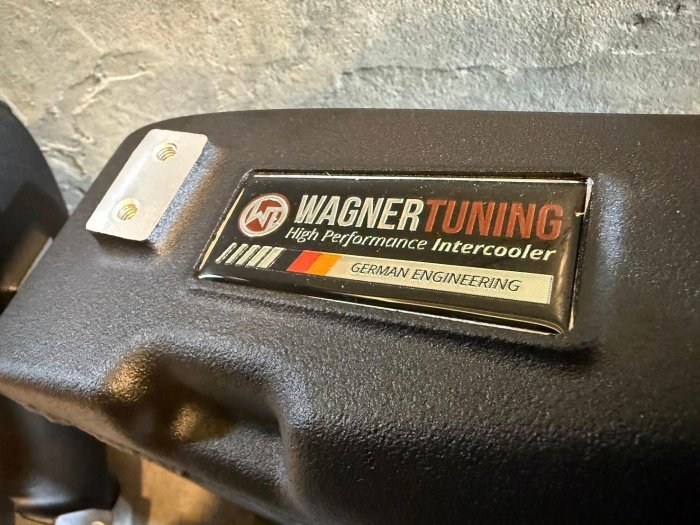 WT WAGNERTUNING
High Performance Intercooler
GERMAN ENGINEERING